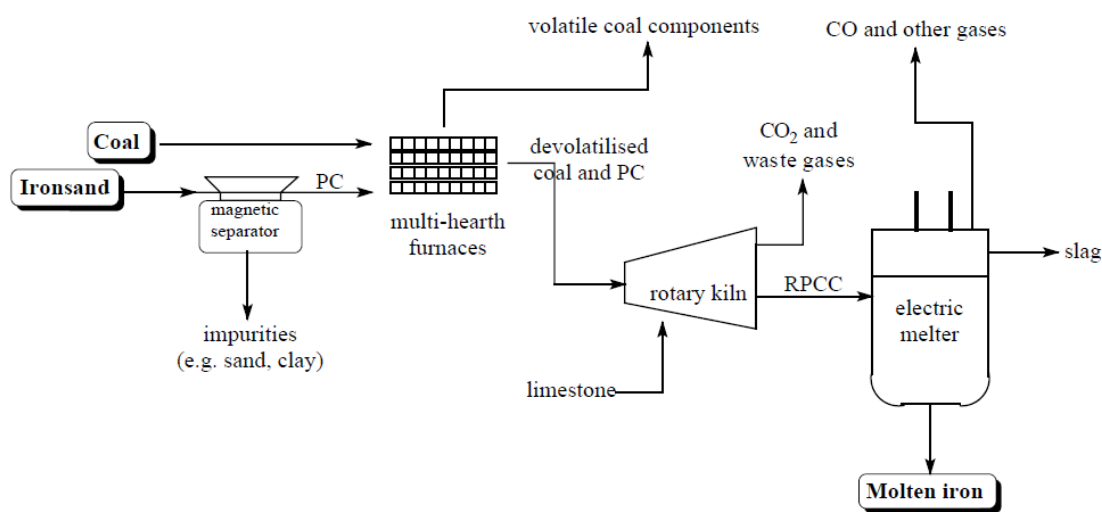 volatile coal components
CO and other gases
Coal
Ironsand
PC
magnetic
separator
multi-hearth
furnaces
devolatilised
coal and PC
CO₂ and
waste gases
impurities
(e.g. sand, clay)
rotary kiln
RPCC
limestone
electric
melter
slag
Molten iron